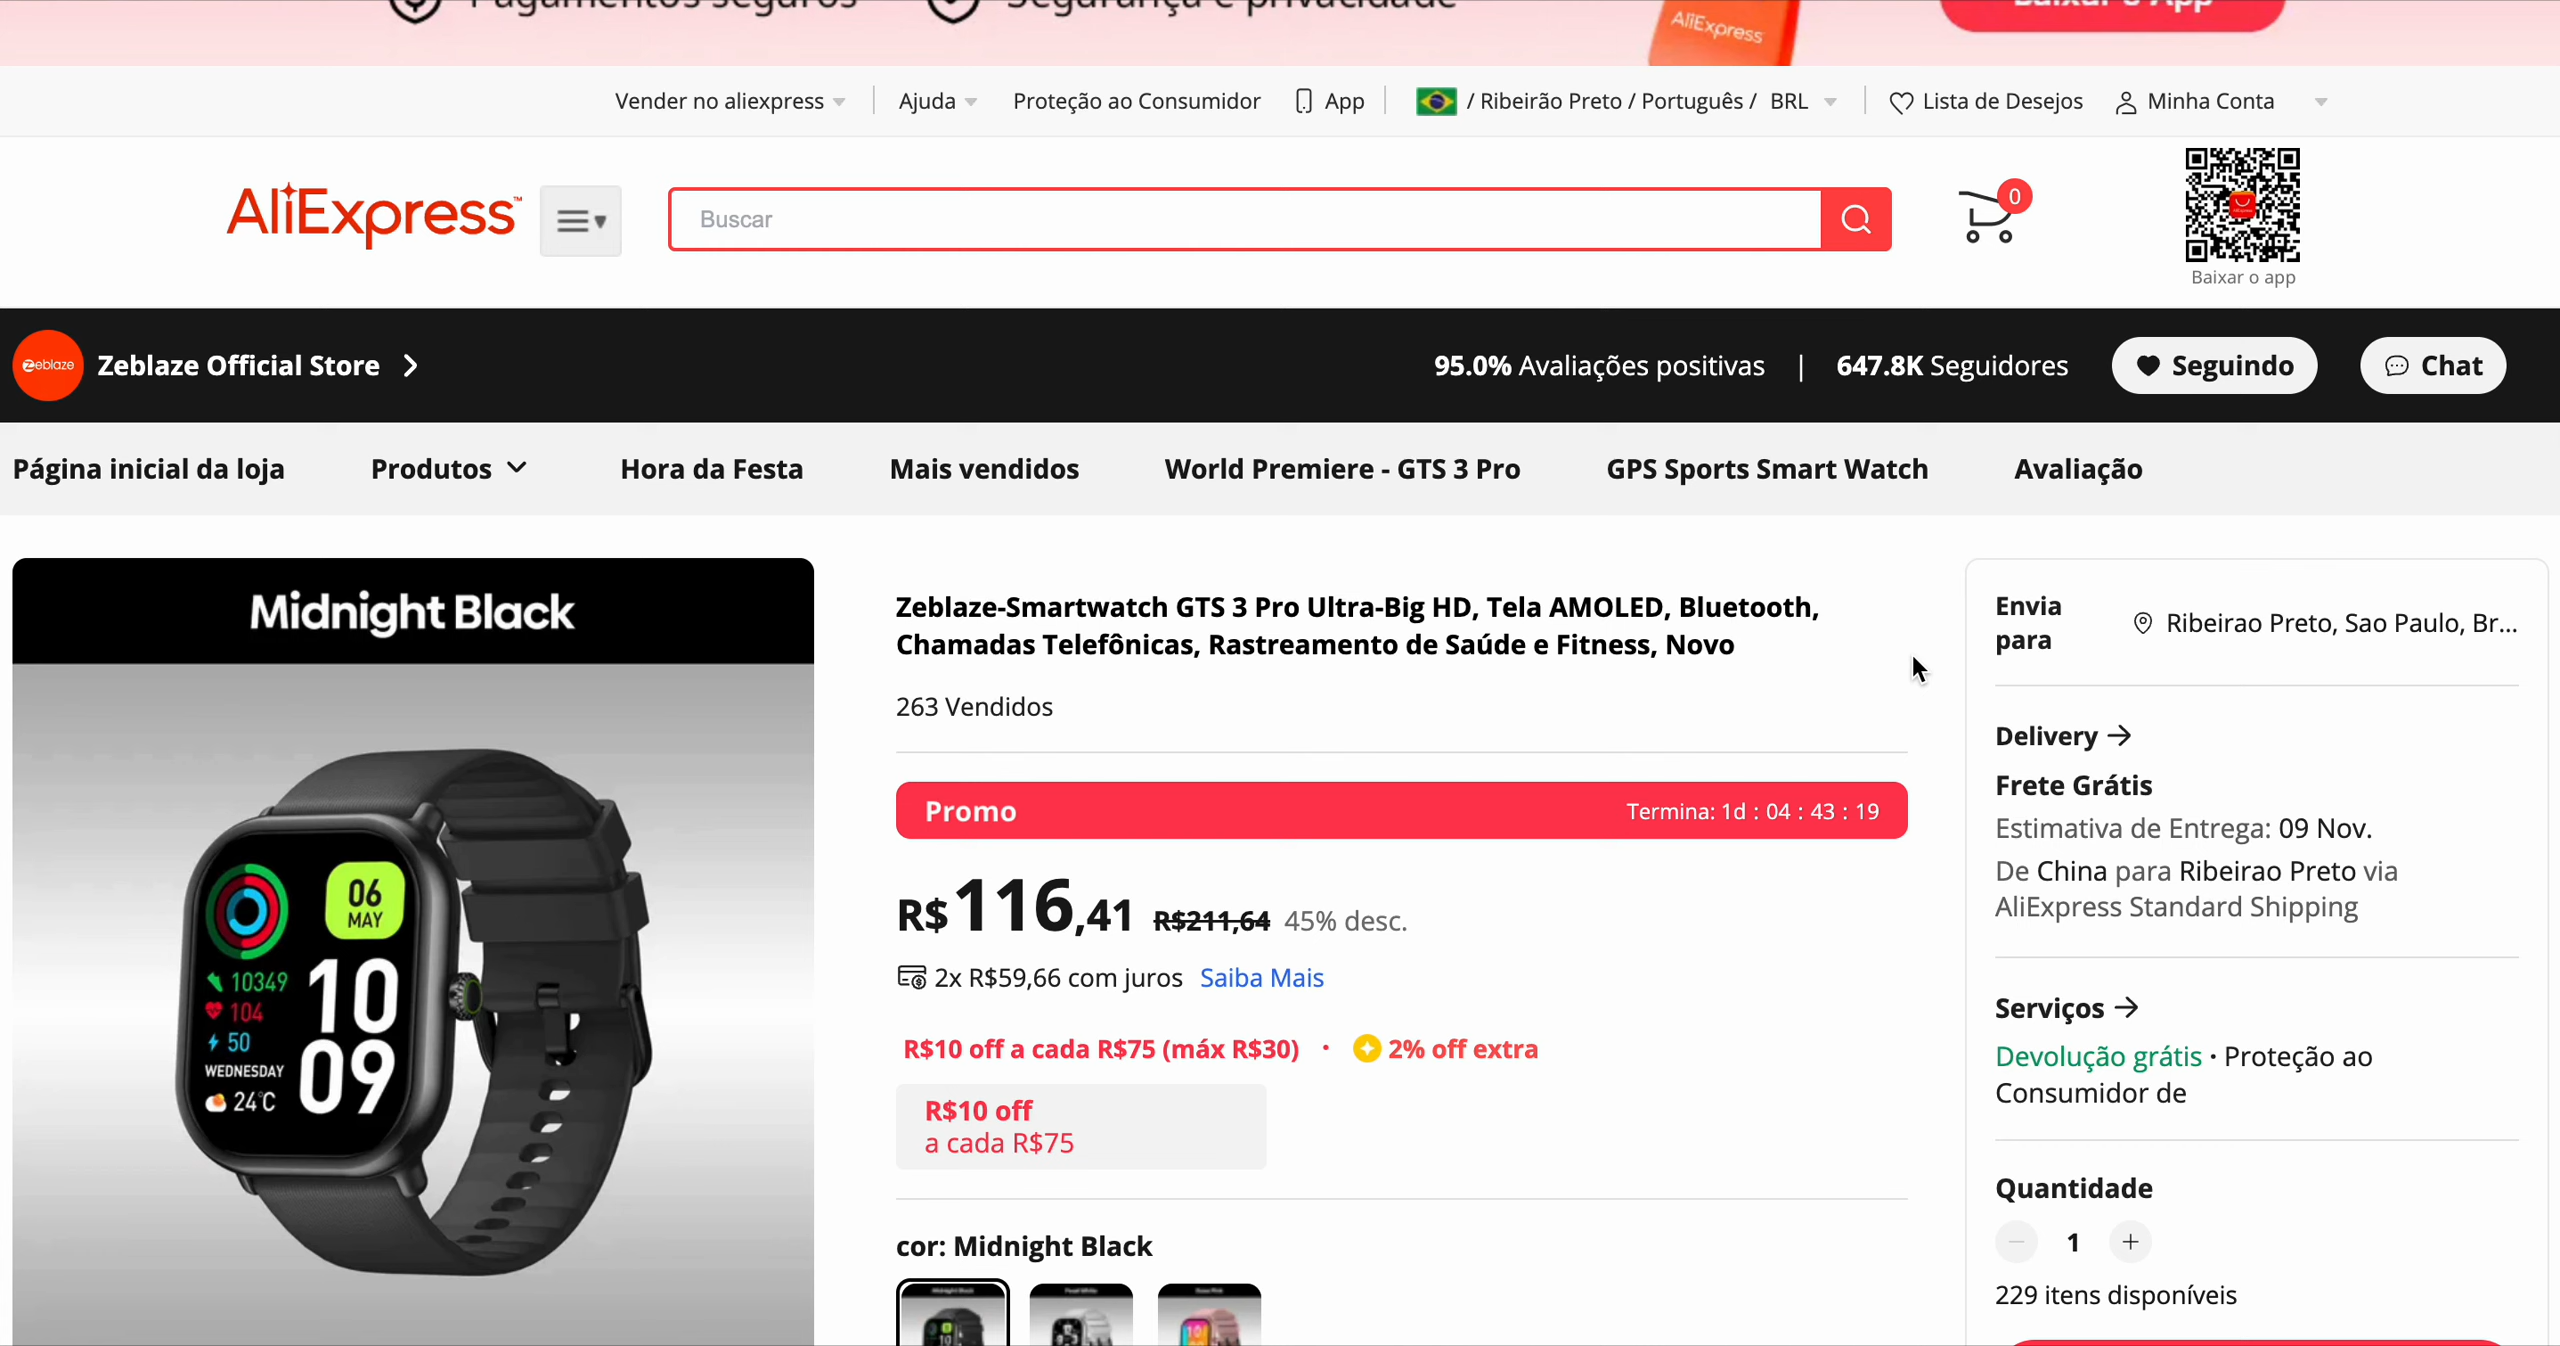 Pagamentos seguros
Segurança e privacidade
AliExpress
Baixar o App
Vender no aliexpress
Ajuda
Proteção ao Consumidor
App
/ Ribeirão Preto / Português / BRL
Lista de Desejos
Minha Conta
AliExpress™
Buscar
0
Baixar o app
Zeblaze
Zeblaze Official Store
95.0% Avaliações positivas | 647.8K Seguidores
Seguindo
Chat
Página inicial da loja
Produtos
Hora da Festa
Mais vendidos
World Premiere - GTS 3 Pro
GPS Sports Smart Watch
Avaliação
Midnight Black
06
MAY
10349
104
50
WEDNESDAY
24°C
10
09
Zeblaze-Smartwatch GTS 3 Pro Ultra-Big HD, Tela AMOLED, Bluetooth,
Chamadas Telefônicas, Rastreamento de Saúde e Fitness, Novo
263 Vendidos
Promo
Termina: 1d : 04 : 43 : 19
R$116,41 R$211,64 45% desc.
2x R$59,66 com juros Saiba Mais
R$10 off a cada R$75 (máx R$30) · 2% off extra
R$10 off
a cada R$75
cor: Midnight Black
Envia
para
Ribeirao Preto, Sao Paulo, Br...
Delivery
Frete Grátis
Estimativa de Entrega: 09 Nov.
De China para Ribeirao Preto via
AliExpress Standard Shipping
Serviços
Devolução grátis · Proteção ao
Consumidor de
Quantidade
1
229 itens disponíveis